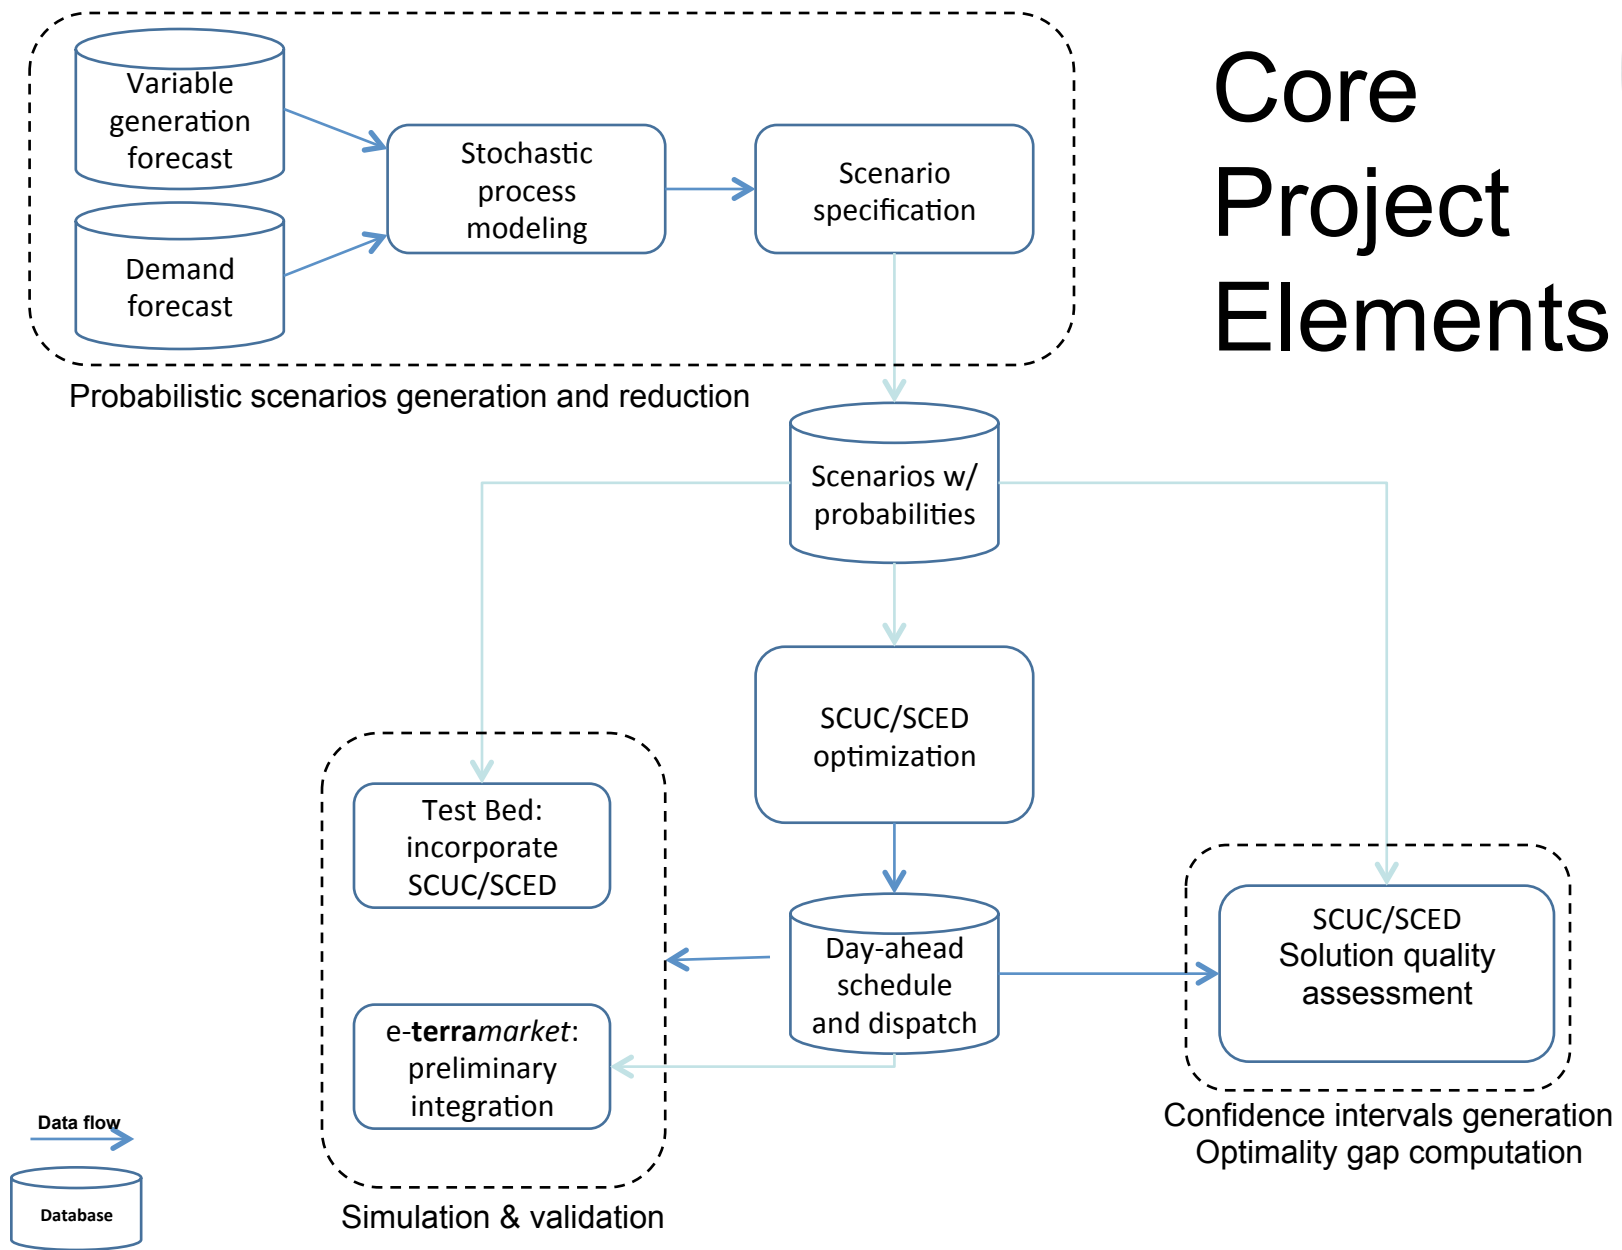 Core
Project
Elements
Variable
generation
forecast
Demand
forecast
Stochastic
process
modeling
Scenario
specification
Probabilistic scenarios generation and reduction
Scenarios w/
probabilities
SCUC/SCED
optimization
Test Bed:
incorporate
SCUC/SCED
e-terramarket:
preliminary
integration
Simulation & validation
Day-ahead
schedule
and dispatch
SCUC/SCED
Solution quality
assessment
Confidence intervals generation
Optimality gap computation
Data flow
Database